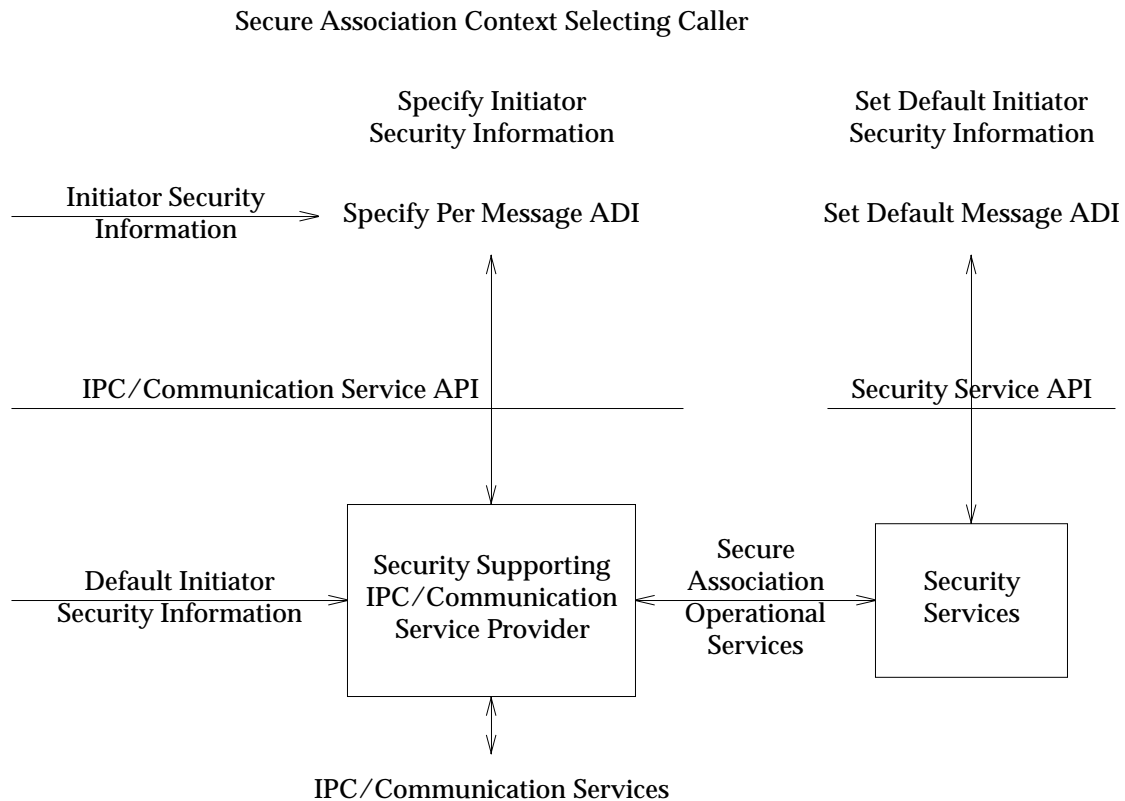 Secure Association Context Selecting Caller
Specify Initiator
Security Information
Set Default Initiator
Security Information
Initiator Security
Information
Specify Per Message ADI
Set Default Message ADI
IPC/Communication Service API
Security Service API
Default Initiator
Security Information
Security Supporting
IPC/Communication
Service Provider
Secure
Association
Operational
Services
Security
Services
IPC/Communication Services